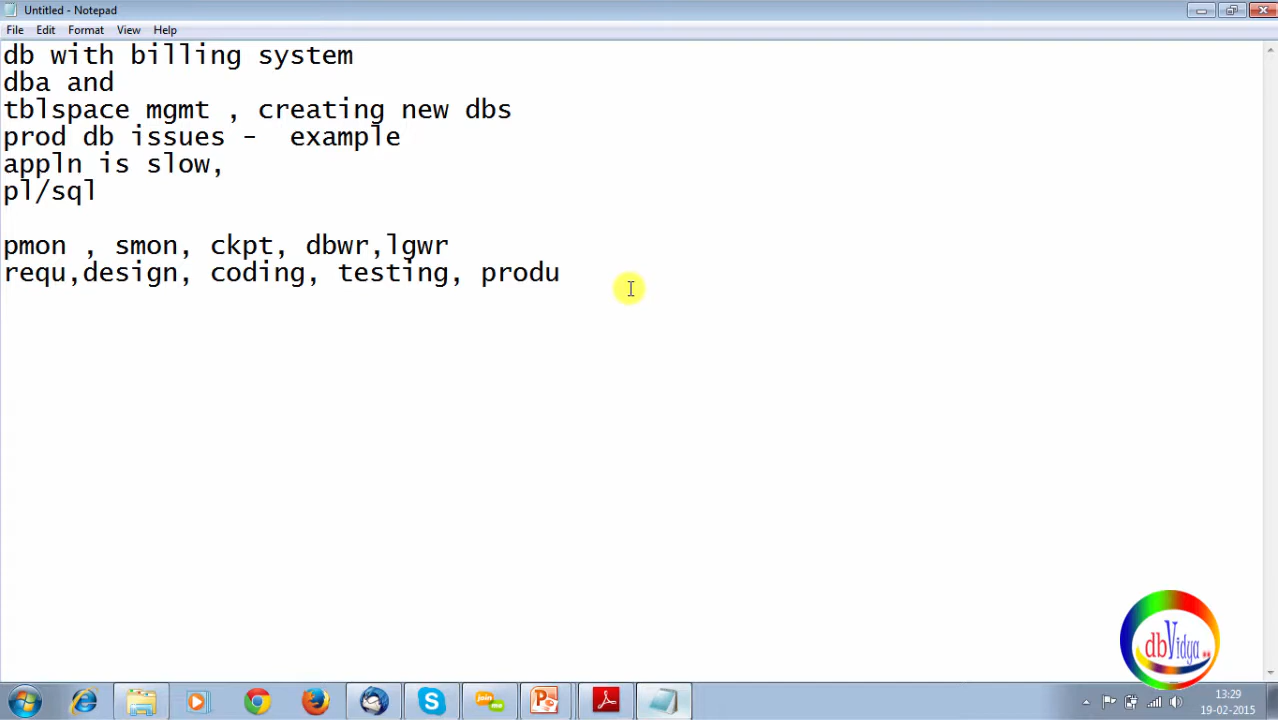 Untitled - Notepad
File Edit Format View Help
db with billing system
dba and
tblspace mgmt , creating new dbs
prod db issues -  example
appln is slow,
pl/sql
pmon , smon, ckpt, dbwr,lgwr
requ,design, coding, testing, produ
dbVidya
13:29
19-02-2015